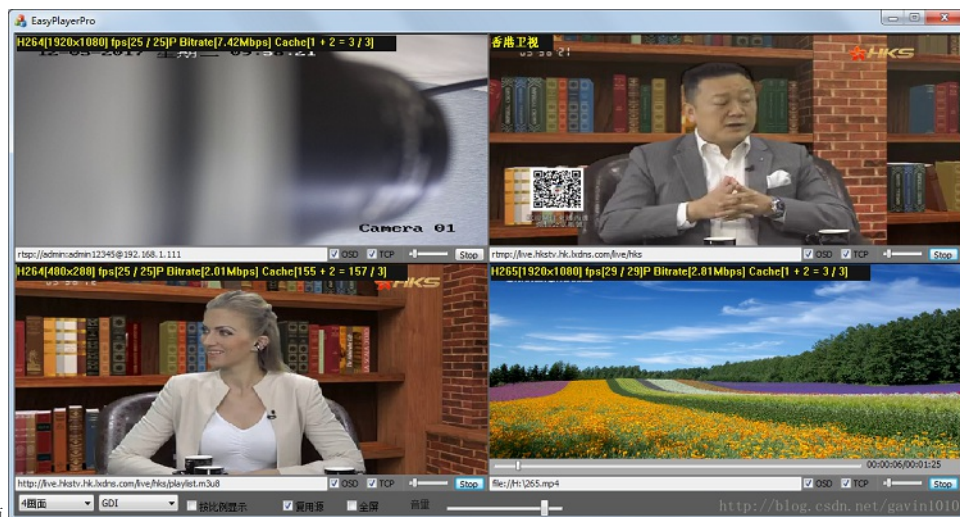 EasyPlayerPro
H264[1920x1080] fps[25 / 25]P Bitrate[7.42Mbps] Cache[1 + 2 = 3 / 3]
Camera 01
rtsp://admin:admin12345@192.168.1.111
OSD
TCP
Stop
香港卫视
HKS
rtmp://live.hkstv.hk.lxdns.com/live/hks
OSD
TCP
Stop
H264[480x288] fps[25 / 25]P Bitrate[2.01Mbps] Cache[155 + 2 = 157 / 3]
HKS
http://live.hkstv.hk.lxdns.com/live/hks/playlist.m3u8
OSD
TCP
Stop
H265[1920x1080] fps[29 / 29]P Bitrate[2.81Mbps] Cache[1 + 2 = 3 / 3]
00:00:06/00:01:25
file://H:\265.mp4
OSD
TCP
Stop
4画面
GDI
按比例显示
复用源
全屏
音量
http://blog.csdn.net/gavin1010